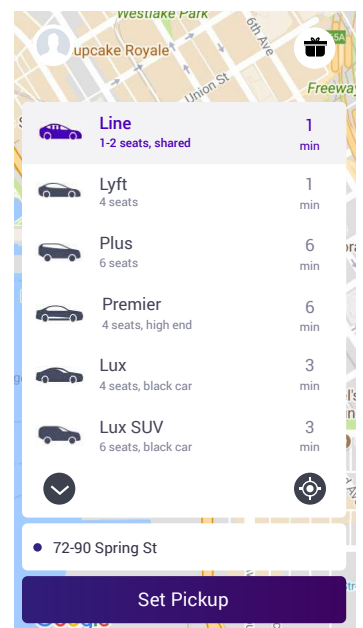 Westlake Park
6th Ave
5A
upcake Royale
Union St
Freeway
Line
1
1-2 seats, shared
min
Lyft
1
4 seats
min
Plus
6
6 seats
min
Premier
6
4 seats, high end
min
Lux
3
4 seats, black car
min
Lux SUV
3
6 seats, black car
min
72-90 Spring St
Set Pickup
Google